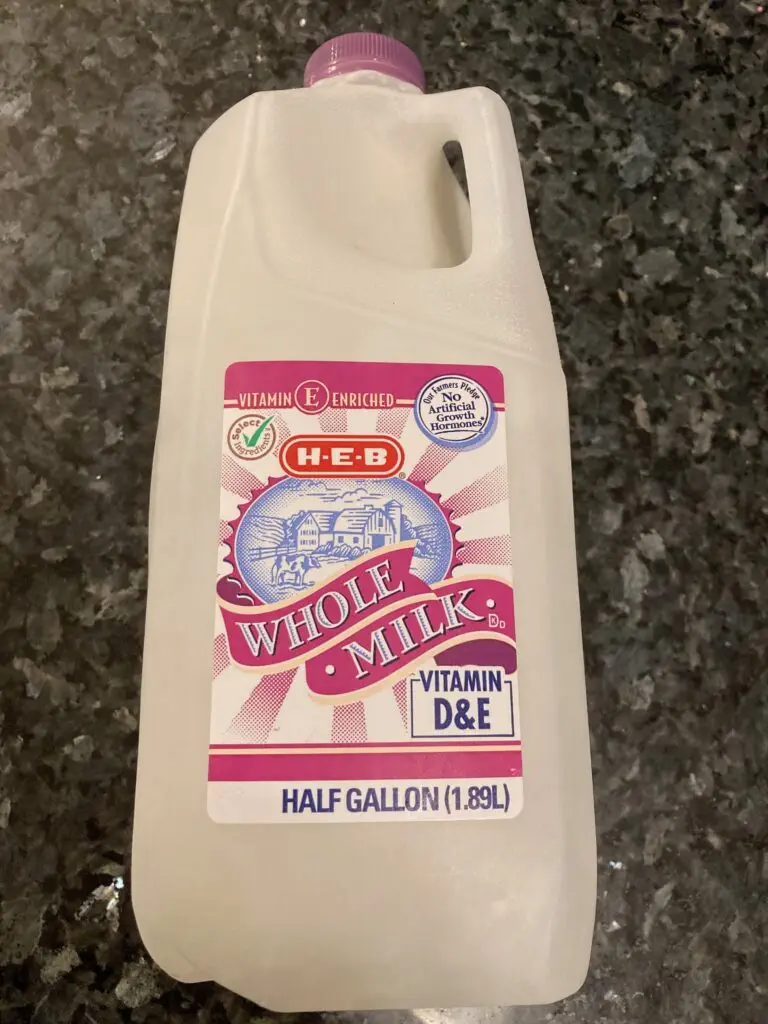 VITAMIN E ENRICHED
Our Farmers Pledge
No
Artificial
Growth
Hormones*
Select
Ingredients
H-E-B
®
WHOLE
MILK
K D
VITAMIN
D&E
HALF GALLON (1.89L)